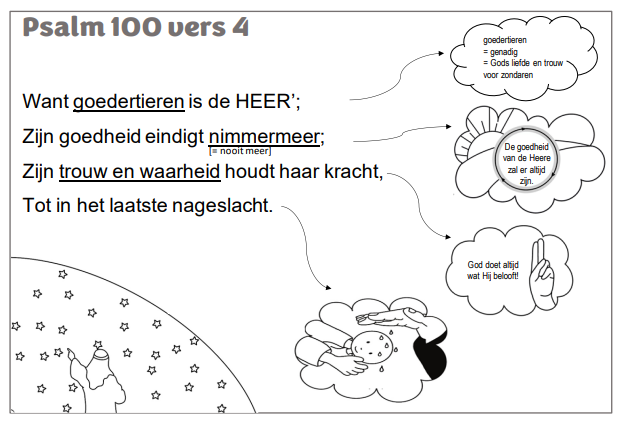 Psalm 100 vers 4
goedertieren
= genadig
= Gods liefde en trouw
voor zondaren
Want goedertieren is de HEER’;
Zijn goedheid eindigt nimmermeer;
[= nooit meer]
De goedheid
van de Heere
zal er altijd
zijn.
Zijn trouw en waarheid houdt haar kracht,
Tot in het laatste nageslacht.
God doet altijd
wat Hij belooft!